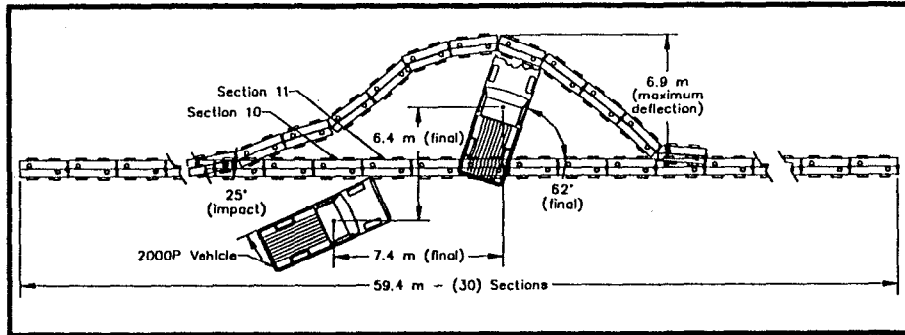 6.9 m
(maximum
deflection)
Section 11
Section 10
6.4 m (final)
25°
(impact)
62°
(final)
2000P Vehicle
7.4 m (final)
59.4 m - (30) Sections